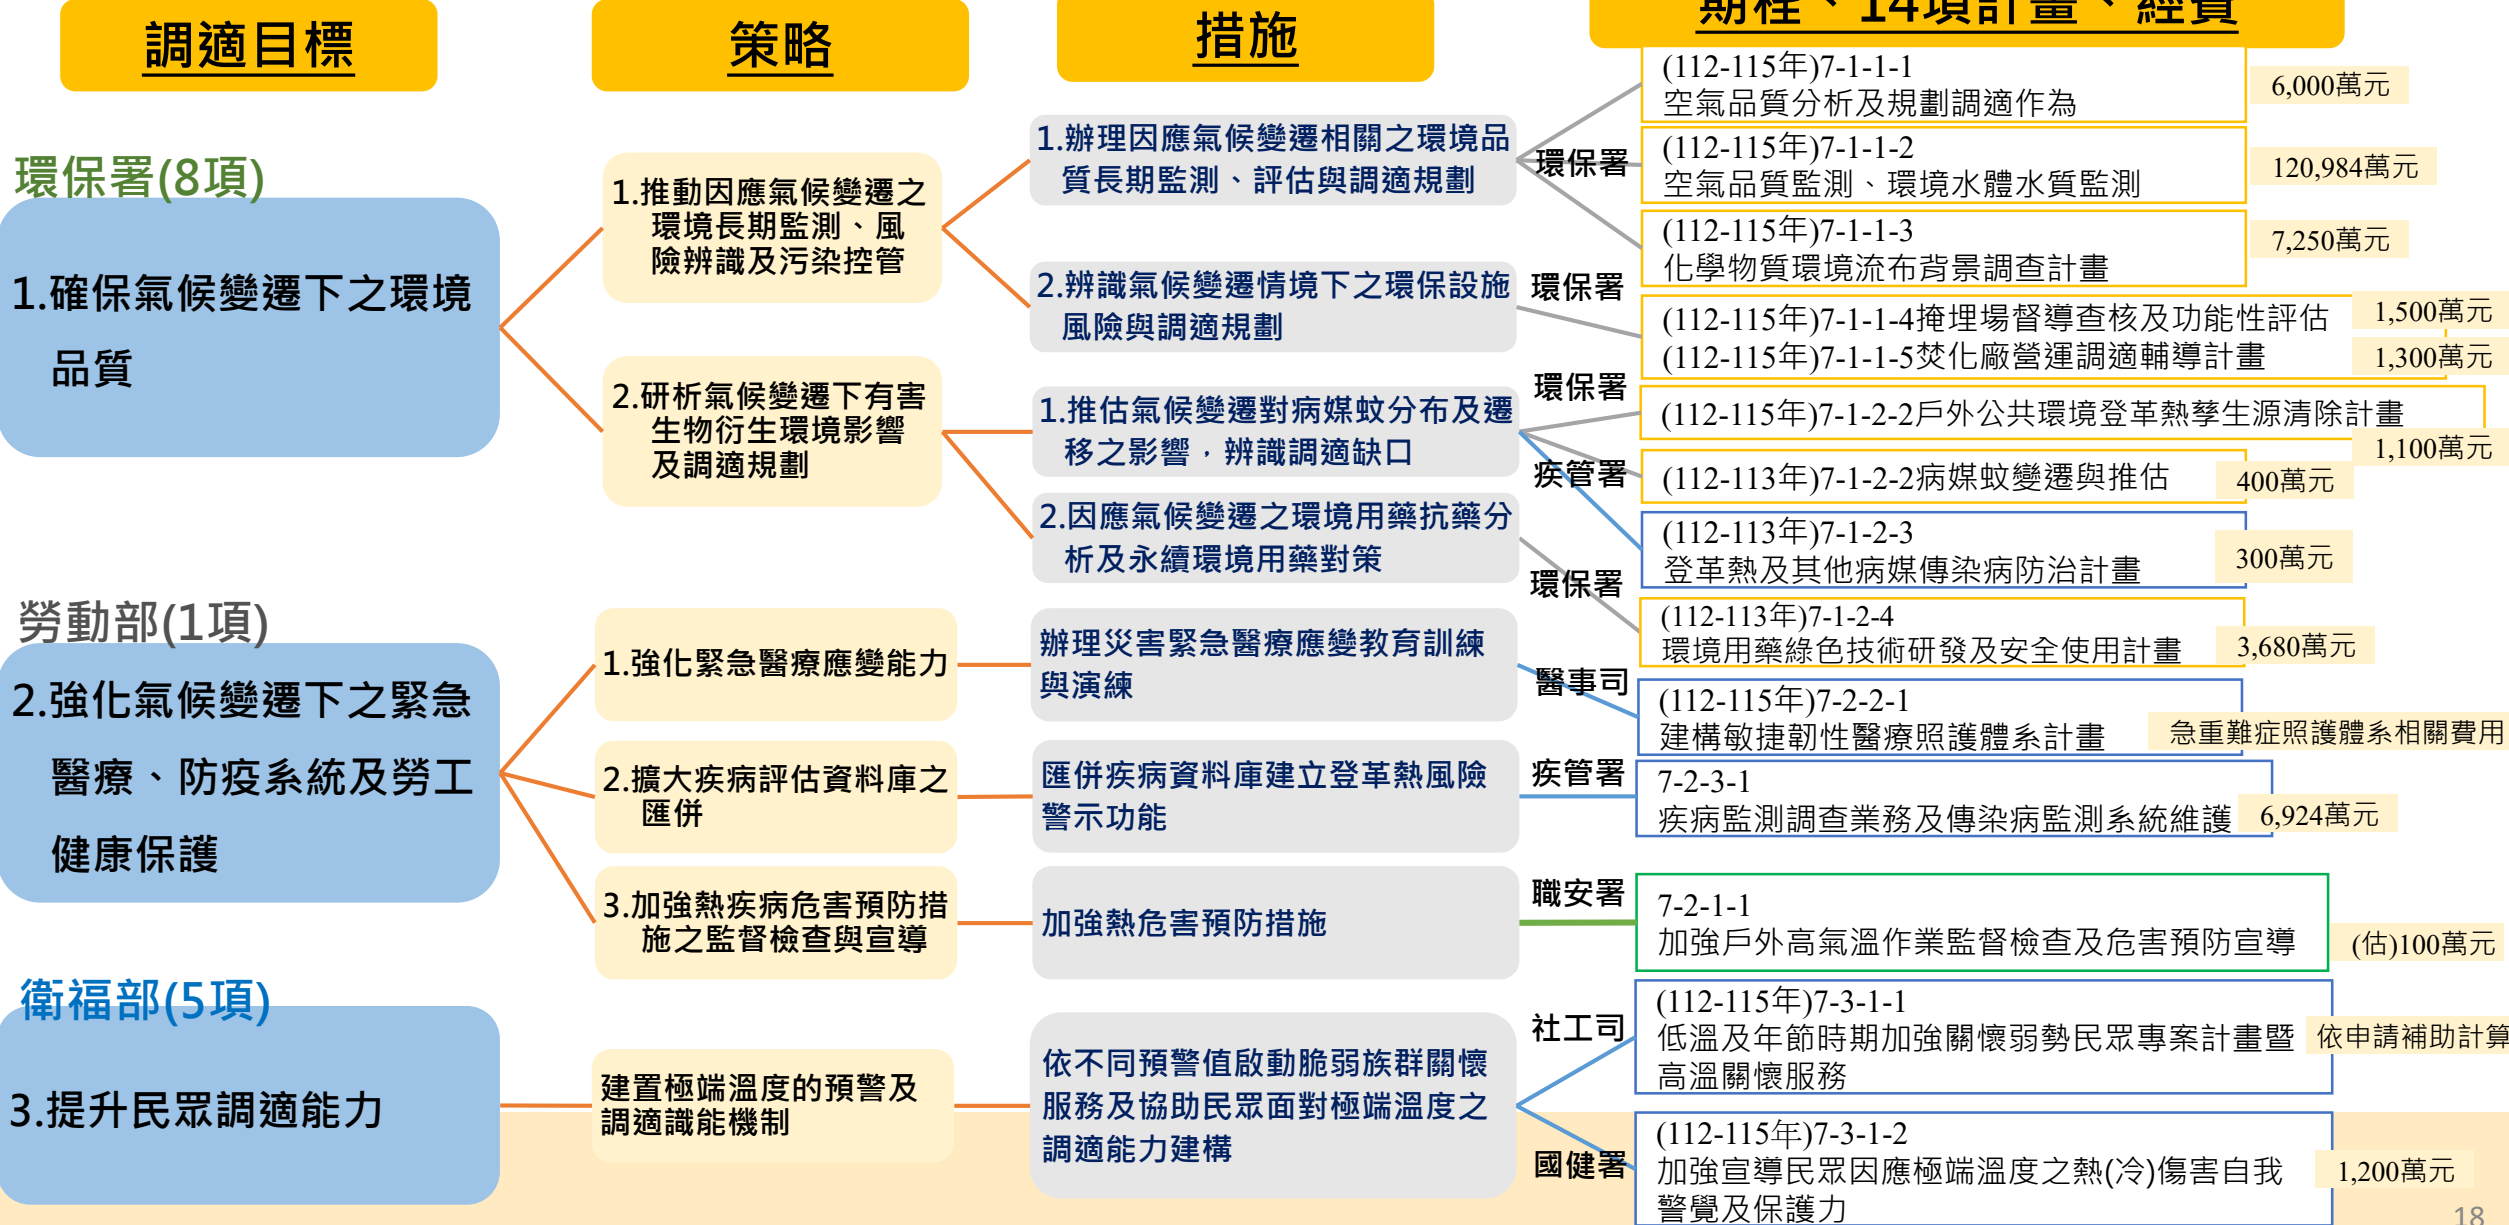 調適目標
策略
措施
期程、14項計畫、經費
環保署(8項)
1.確保氣候變遷下之環境
品質
1.推動因應氣候變遷之
環境長期監測、風
險辨識及污染控管
2.研析氣候變遷下有害
生物衍生環境影響
及調適規劃
1.辦理因應氣候變遷相關之環境品
質長期監測、評估與調適規劃
2.辨識氣候變遷情境下之環保設施
風險與調適規劃
1.推估氣候變遷對病媒蚊分布及遷
移之影響，辨識調適缺口
2.因應氣候變遷之環境用藥抗藥分
析及永續環境用藥對策
環保署
(112-115年)7-1-1-1
空氣品質分析及規劃調適作為
6,000萬元
(112-115年)7-1-1-2
空氣品質監測、環境水體水質監測
120,984萬元
(112-115年)7-1-1-3
化學物質環境流布背景調查計畫
7,250萬元
環保署
(112-115年)7-1-1-4掩埋場督導查核及功能性評估
1,500萬元
(112-115年)7-1-1-5焚化廠營運調適輔導計畫
1,300萬元
環保署
(112-115年)7-1-2-2戶外公共環境登革熱孳生源清除計畫
1,100萬元
疾管署
(112-113年)7-1-2-2病媒蚊變遷與推估
400萬元
(112-113年)7-1-2-3
登革熱及其他病媒傳染病防治計畫
300萬元
環保署
(112-113年)7-1-2-4
環境用藥綠色技術研發及安全使用計畫
3,680萬元
勞動部(1項)
2.強化氣候變遷下之緊急
醫療、防疫系統及勞工
健康保護
1.強化緊急醫療應變能力
2.擴大疾病評估資料庫之
匯併
3.加強熱疾病危害預防措
施之監督檢查與宣導
辦理災害緊急醫療應變教育訓練
與演練
匯併疾病資料庫建立登革熱風險
警示功能
加強熱危害預防措施
醫事司
(112-115年)7-2-2-1
建構敏捷韌性醫療照護體系計畫
急重難症照護體系相關費用
疾管署
7-2-3-1
疾病監測調查業務及傳染病監測系統維護
6,924萬元
職安署
7-2-1-1
加強戶外高氣溫作業監督檢查及危害預防宣導
(估)100萬元
衛福部(5項)
3.提升民眾調適能力
建置極端溫度的預警及
調適識能機制
依不同預警值啟動脆弱族群關懷
服務及協助民眾面對極端溫度之
調適能力建構
社工司
(112-115年)7-3-1-1
低溫及年節時期加強關懷弱勢民眾專案計畫暨
高溫關懷服務
依申請補助計算
國健署
(112-115年)7-3-1-2
加強宣導民眾因應極端溫度之熱(冷)傷害自我
警覺及保護力
1,200萬元
18